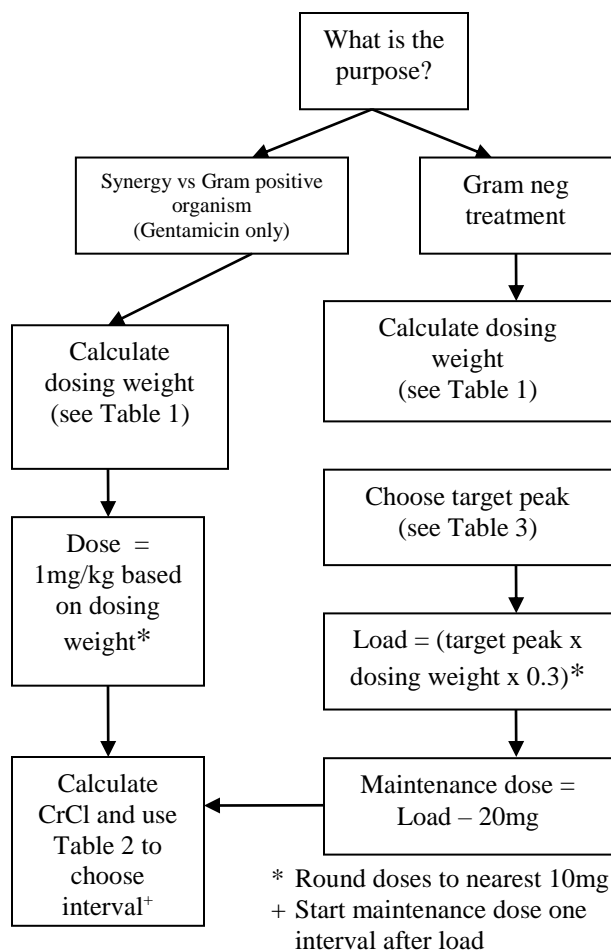 What is the
purpose?
Synergy vs Gram positive
organism
(Gentamicin only)
Gram neg
treatment
Calculate
dosing weight
(see Table 1)
Calculate dosing
weight
(see Table 1)
Choose target peak
(see Table 3)
Dose =
1mg/kg based
on dosing
weight*
Load = (target peak x
dosing weight x 0.3)*
Calculate
CrCl and use
Table 2 to
choose
interval+
Maintenance dose =
Load – 20mg
* Round doses to nearest 10mg
+ Start maintenance dose one
interval after load